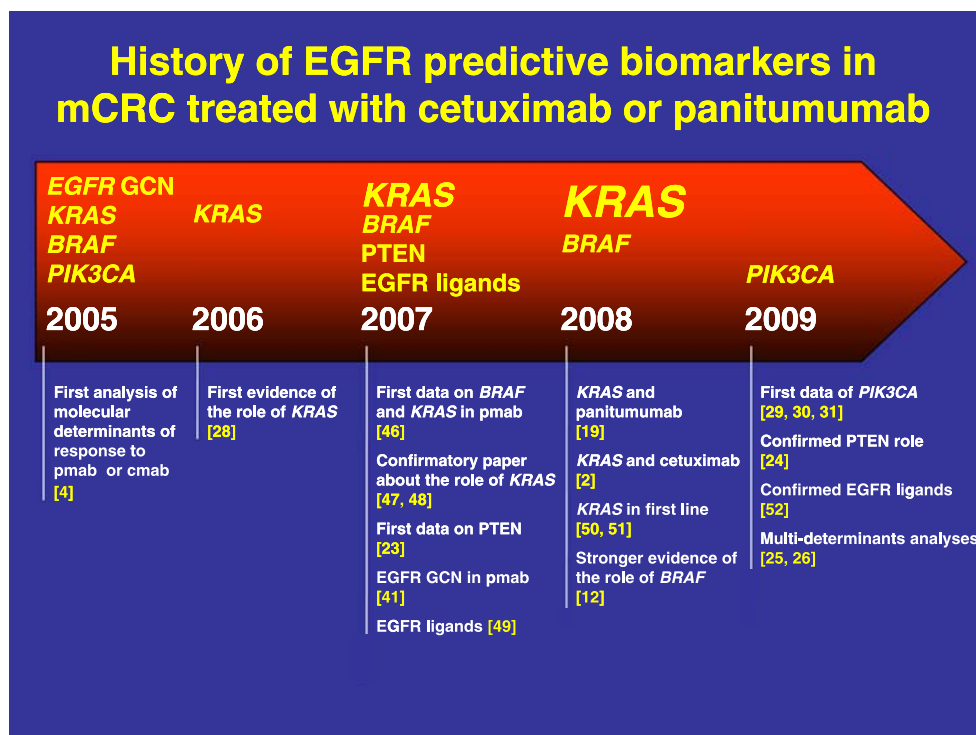 History of EGFR predictive biomarkers in
mCRC treated with cetuximab or panitumumab
EGFR GCN
KRAS
BRAF
PIK3CA
2005
KRAS
2006
KRAS
BRAF
PTEN
EGFR ligands
2007
KRAS
BRAF
2008
PIK3CA
2009
First analysis of
molecular
determinants of
response to
pmab or cmab
[4]
First evidence of
the role of KRAS
[28]
First data on BRAF
and KRAS in pmab
[46]
Confirmatory paper
about the role of KRAS
[47, 48]
First data on PTEN
[23]
EGFR GCN in pmab
[41]
EGFR ligands [49]
KRAS and
panitumumab
[19]
KRAS and cetuximab
[2]
KRAS in first line
[50, 51]
Stronger evidence of
the role of BRAF
[12]
First data of PIK3CA
[29, 30, 31]
Confirmed PTEN role
[24]
Confirmed EGFR ligands
[52]
Multi-determinants analyses
[25, 26]